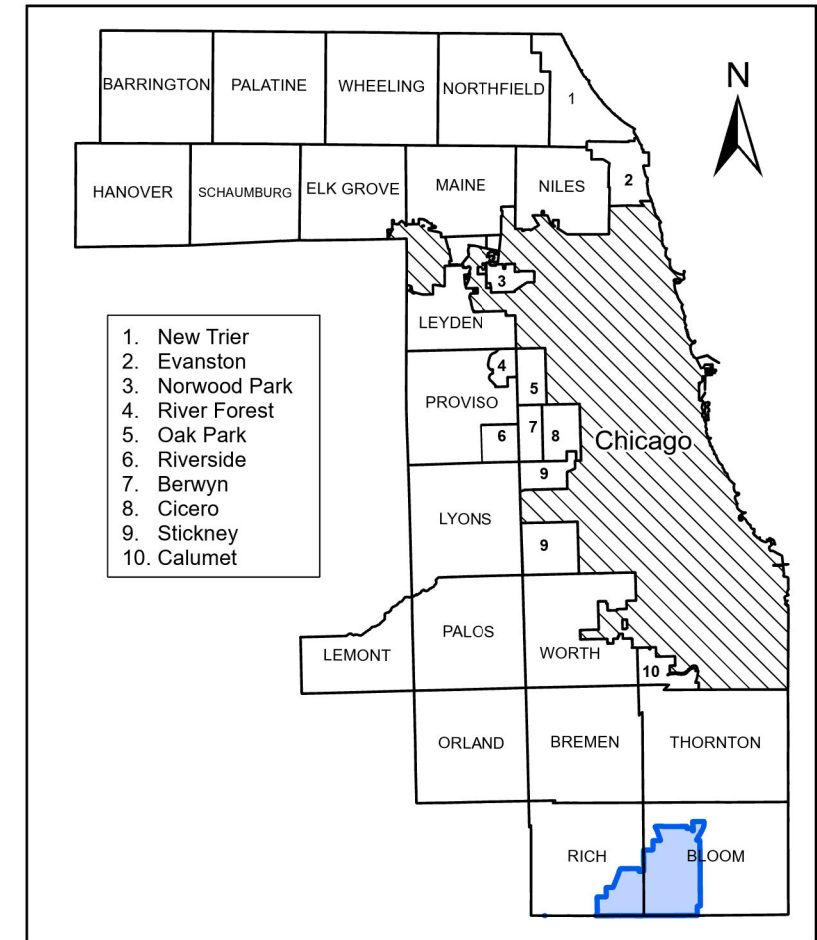 N
BARRINGTON
PALATINE
WHEELING
NORTHFIELD
1
HANOVER
SCHAUMBURG
ELK GROVE
MAINE
NILES
2
3
LEYDEN
4
5
PROVISO
6
7
8
Chicago
9
LYONS
9
PALOS
LEMONT
WORTH
10
ORLAND
BREMEN
THORNTON
RICH
BLOOM
1. New Trier
2. Evanston
3. Norwood Park
4. River Forest
5. Oak Park
6. Riverside
7. Berwyn
8. Cicero
9. Stickney
10. Calumet